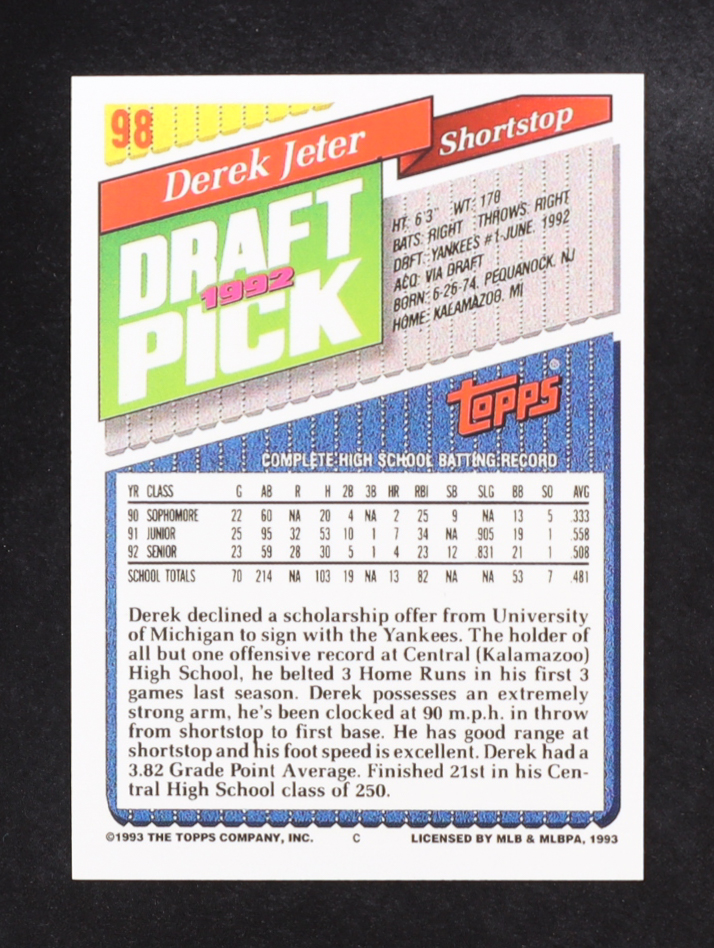 98
Derek Jeter
Shortstop
DRAFT
1992
PICK
HT: 6'3" WT: 178
BATS: RIGHT THROWS: RIGHT
DRFT: YANKEES #1-JUNE, 1992
ACQ: VIA DRAFT
BORN: 6-26-74, PEQUANOCK, NJ
HOME: KALAMAZOO, MI
topps®
COMPLETE HIGH SCHOOL BATTING RECORD
YR CLASS G AB R H 2B 3B HR RBI SB SLG BB SO AVG
90 SOPHOMORE 22 60 NA 20 4 NA 2 25 9 NA 13 5 .333
91 JUNIOR 25 95 32 53 10 1 7 34 NA .905 19 1 .558
92 SENIOR 23 59 28 30 5 1 4 23 12 .831 21 1 .508
SCHOOL TOTALS 70 214 NA 103 19 NA 13 82 NA NA 53 7 .481
Derek declined a scholarship offer from University
of Michigan to sign with the Yankees. The holder of
all but one offensive record at Central (Kalamazoo)
High School, he belted 3 Home Runs in his first 3
games last season. Derek possesses an extremely
strong arm, he's been clocked at 90 m.p.h. in throw
from shortstop to first base. He has good range at
shortstop and his foot speed is excellent. Derek had a
3.82 Grade Point Average. Finished 21st in his Cen-
tral High School class of 250.
©1993 THE TOPPS COMPANY, INC. C LICENSED BY MLB & MLBPA, 1993